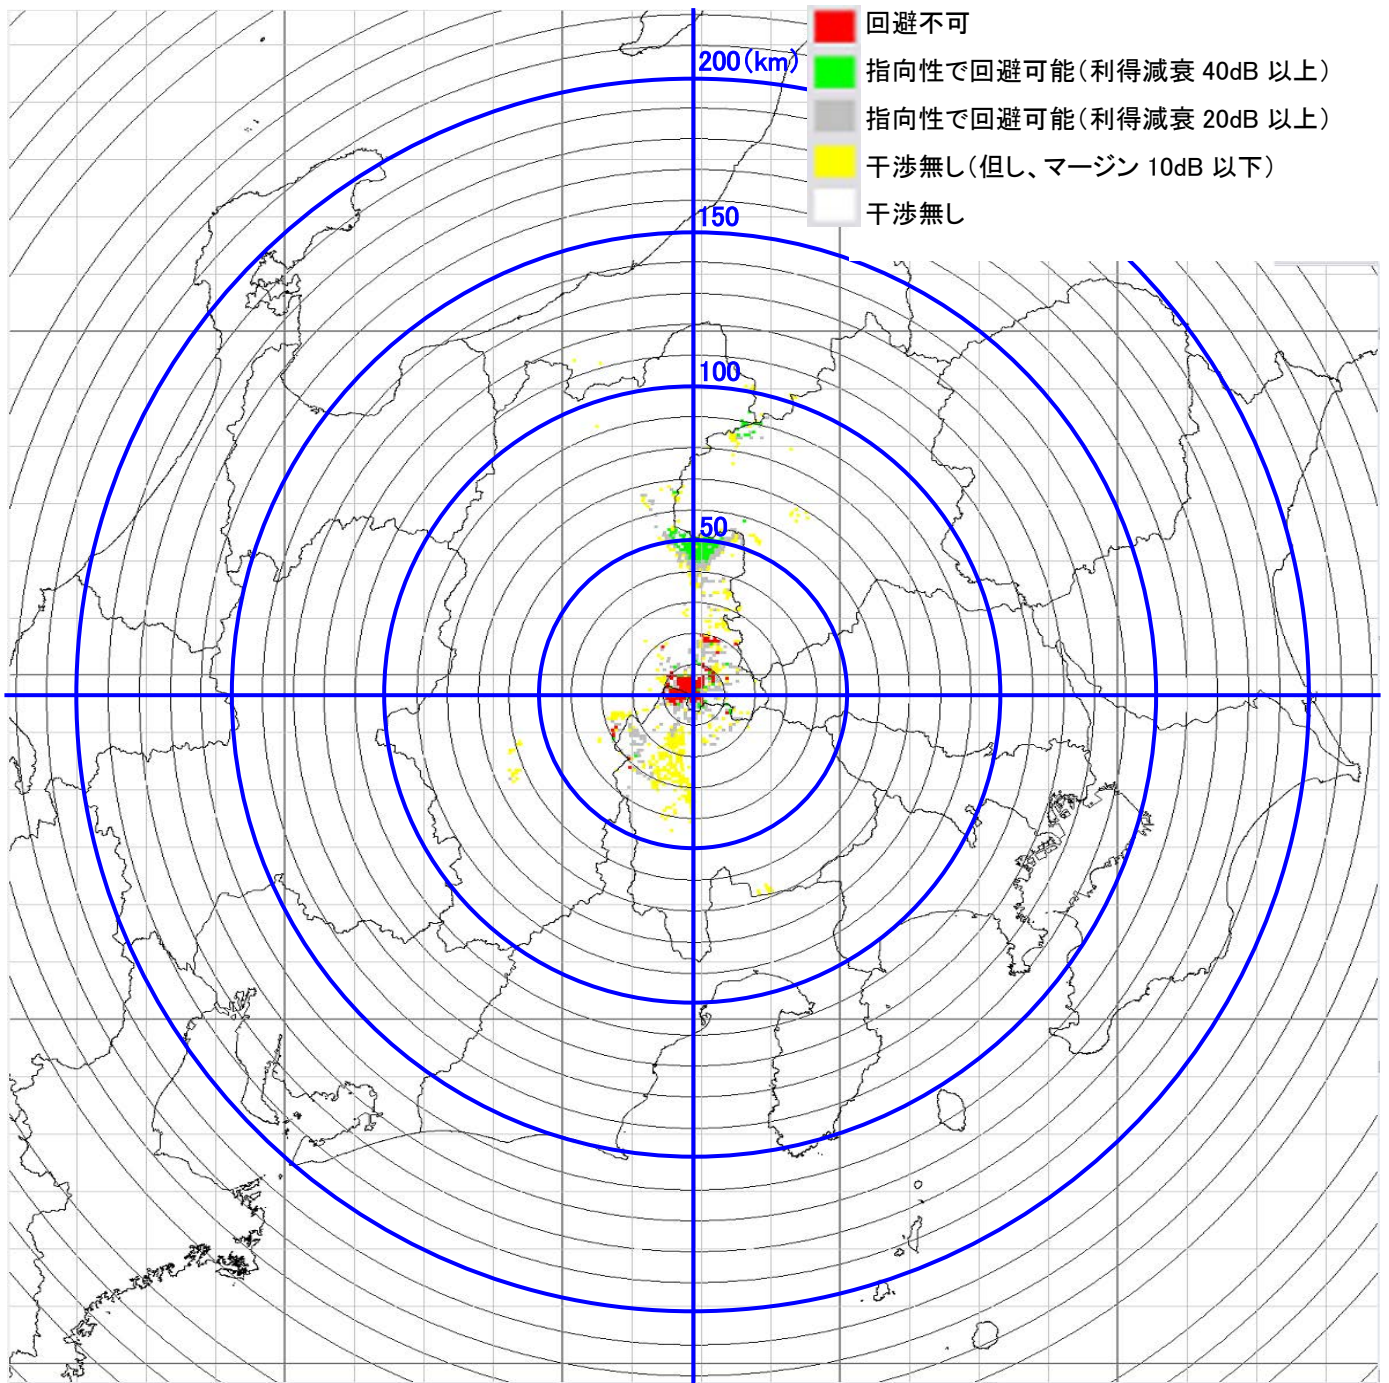 回避不可
200(km)
指向性で回避可能(利得減衰 40dB 以上)
指向性で回避可能(利得減衰 20dB 以上)
干渉無し(但し、マージン 10dB 以下)
干渉無し
150
100
50